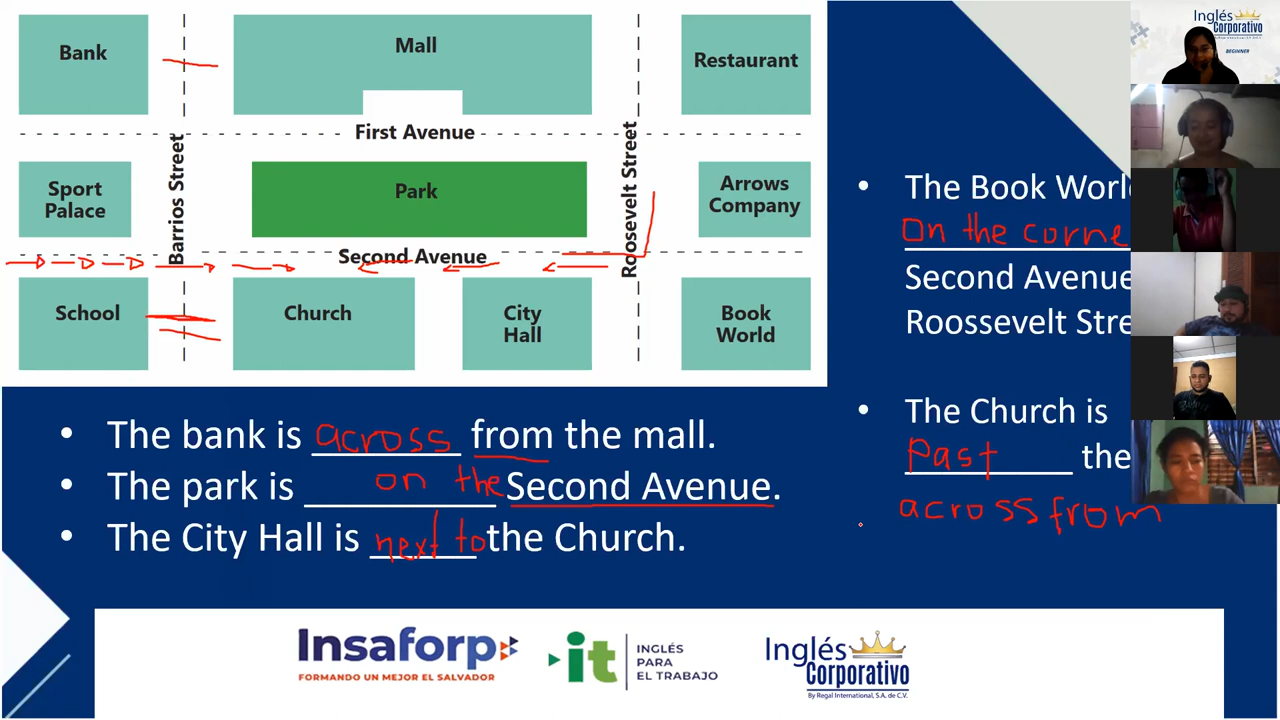 Bank
Mall
Restaurant
First Avenue
Sport
Palace
Barrios Street
Park
Roosevelt Street
Arrows
Company
Second Avenue
School
Church
City
Hall
Book
World
• The bank is across from the mall.
• The park is on the Second Avenue.
• The City Hall is next to the Church.
• The Book Worl
On the corne
Second Avenue
Roossevelt Stre
• The Church is
Past the
across from
Inglés
Corporativo
BEGINNER
Insaforp
FORMANDO UN MEJOR EL SALVADOR
it
INGLÉS
PARA
EL TRABAJO
Inglés
Corporativo
By Regal International, S.A. de C.V.